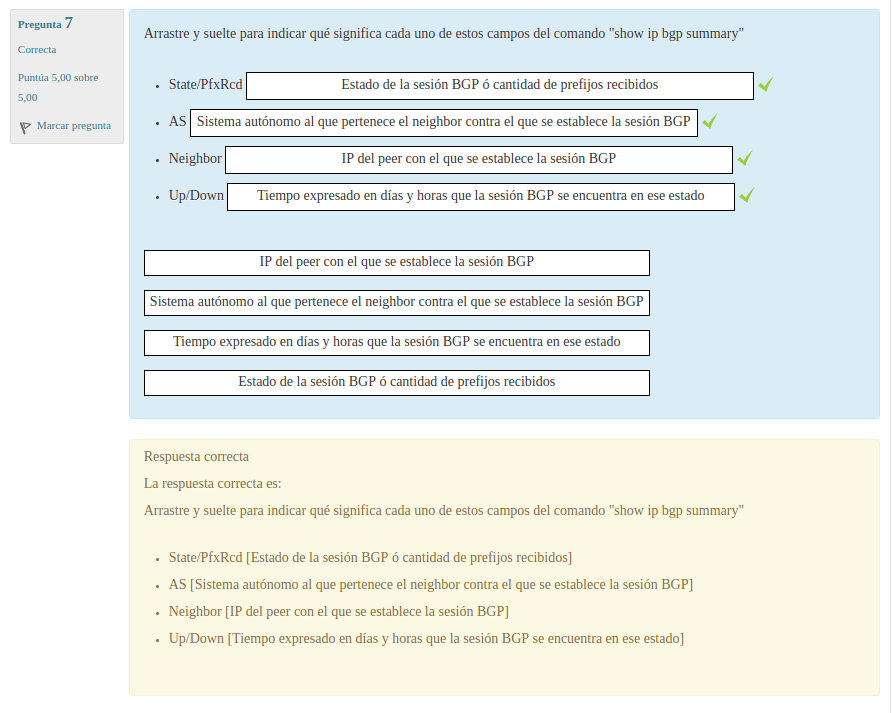 Pregunta 7
Correcta
Puntúa 5,00 sobre
5,00
Marcar pregunta
Arrastre y suelte para indicar qué significa cada uno de estos campos del comando "show ip bgp summary"
State/PfxRcd Estado de la sesión BGP ó cantidad de prefijos recibidos
AS Sistema autónomo al que pertenece el neighbor contra el que se establece la sesión BGP
Neighbor IP del peer con el que se establece la sesión BGP
Up/Down Tiempo expresado en días y horas que la sesión BGP se encuentra en ese estado
IP del peer con el que se establece la sesión BGP
Sistema autónomo al que pertenece el neighbor contra el que se establece la sesión BGP
Tiempo expresado en días y horas que la sesión BGP se encuentra en ese estado
Estado de la sesión BGP ó cantidad de prefijos recibidos
Respuesta correcta
La respuesta correcta es:
Arrastre y suelte para indicar qué significa cada uno de estos campos del comando "show ip bgp summary"
State/PfxRcd [Estado de la sesión BGP ó cantidad de prefijos recibidos]
AS [Sistema autónomo al que pertenece el neighbor contra el que se establece la sesión BGP]
Neighbor [IP del peer con el que se establece la sesión BGP]
Up/Down [Tiempo expresado en días y horas que la sesión BGP se encuentra en ese estado]